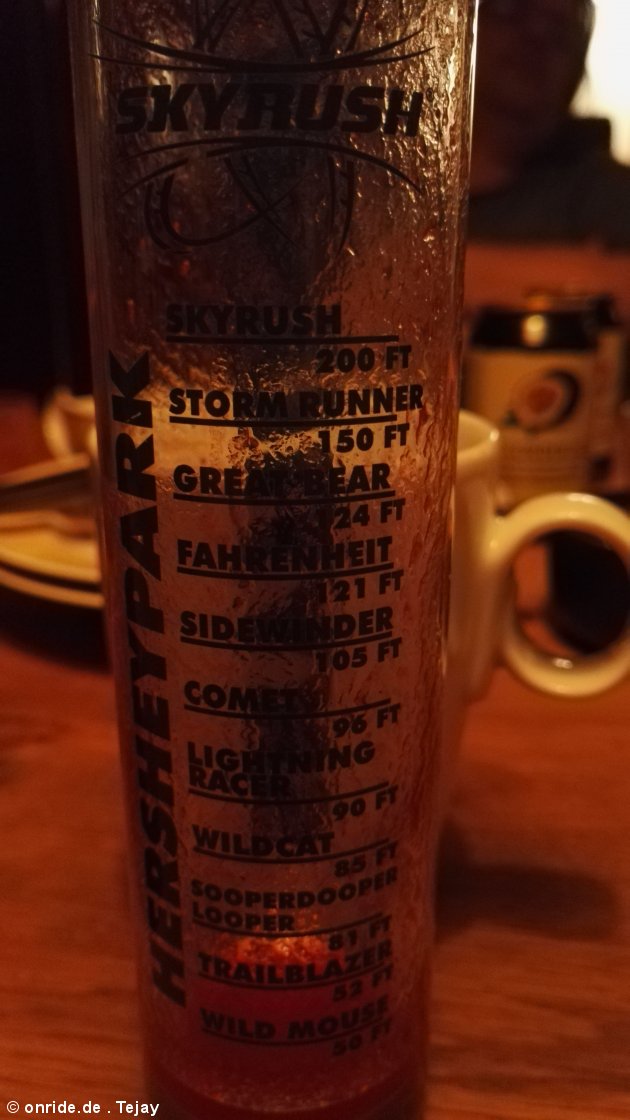 SKYRUSH
HERSHEYPARK
SKYRUSH
200 FT
STORM RUNNER
150 FT
GREAT BEAR
124 FT
FAHRENHEIT
121 FT
SIDEWINDER
105 FT
COMET
96 FT
LIGHTNING
RACER
90 FT
WILDCAT
85 FT
SOOPERDOOPER
LOOPER
81 FT
TRAILBLAZER
52 FT
WILD MOUSE
50 FT
© onride.de . Tejay